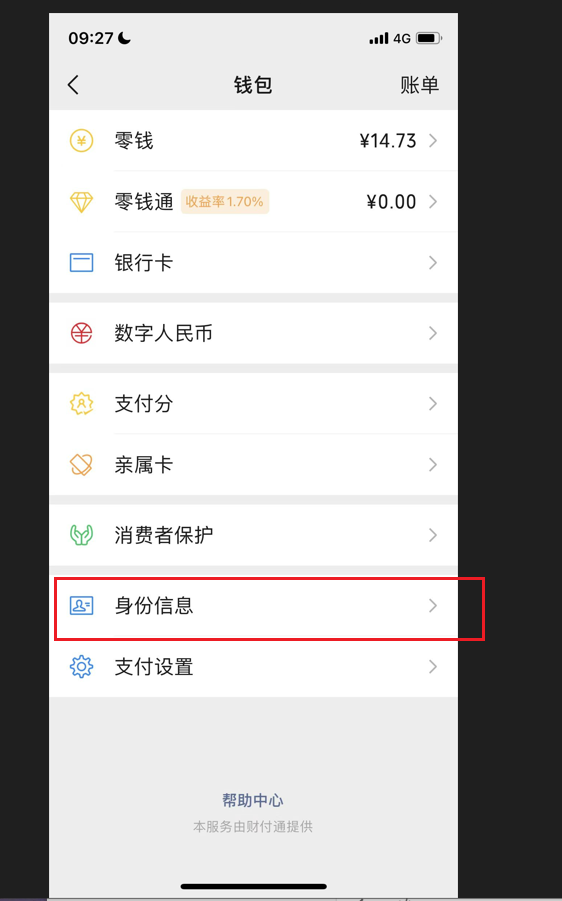 09:27 4G
钱包 账单
零钱 ¥14.73
零钱通 收益率1.70% ¥0.00
银行卡
数字人民币
支付分
亲属卡
消费者保护
身份信息
支付设置
帮助中心
本服务由财付通提供